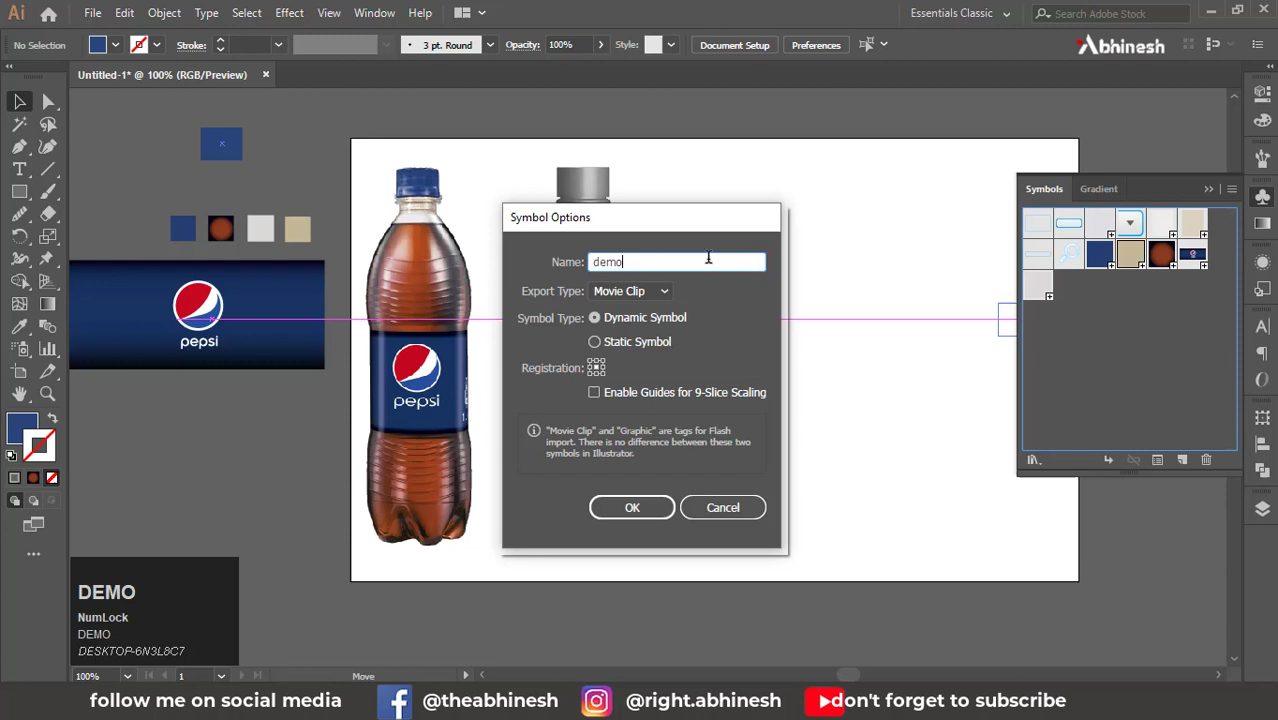 Ai File Edit Object Type Select Effect View Window Help Essentials Classic Search Adobe Stock
No Selection Stroke: 3 pt. Round Opacity: 100% Style: Document Setup Preferences Abhinesh
Untitled-1* @ 100% (RGB/Preview)
Symbols Gradient
Symbol Options
Name: demo
Export Type: Movie Clip
Symbol Type: Dynamic Symbol
Static Symbol
Registration:
Enable Guides for 9-Slice Scaling
"Movie Clip" and "Graphic" are tags for Flash
import. There is no difference between these two
symbols in Illustrator.
OK Cancel
pepsi
pepsi
DEMO
NumLock
DEMO
DESKTOP-6N3L8C7
100% 1 Move
follow me on social media @theabhinesh @right.abhinesh don't forget to subscribe